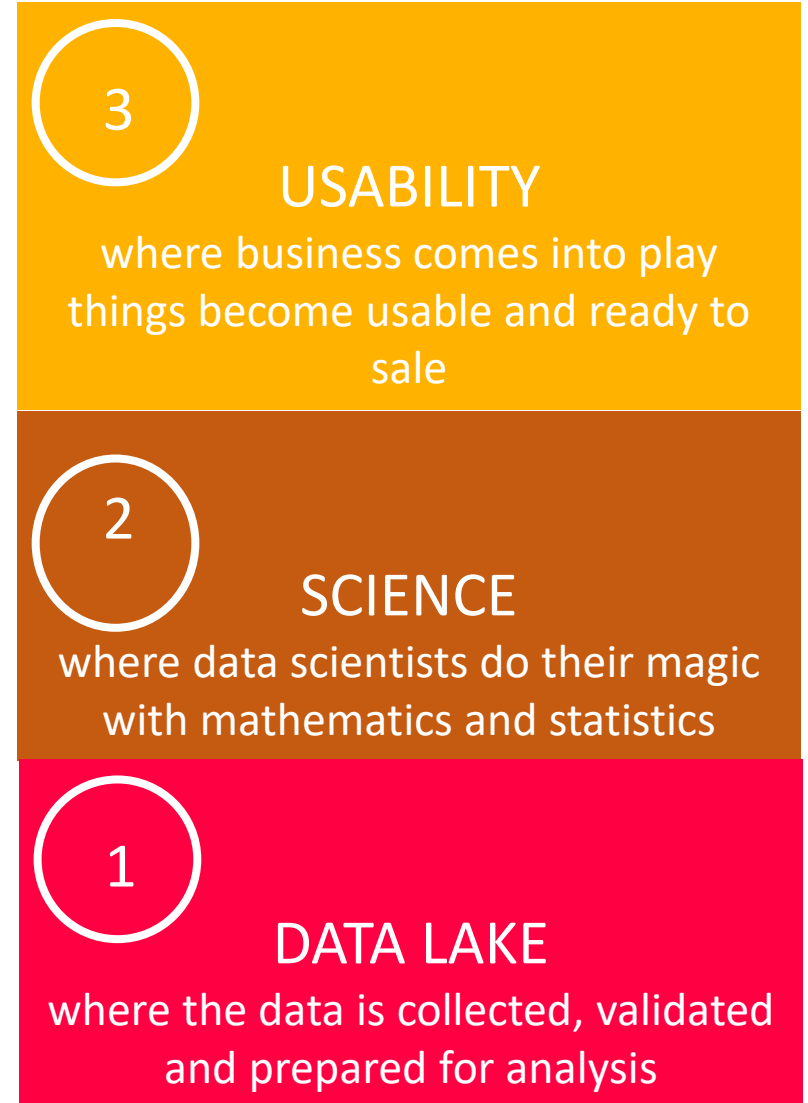 3
USABILITY
where business comes into play
things become usable and ready to
sale
2
SCIENCE
where data scientists do their magic
with mathematics and statistics
1
DATA LAKE
where the data is collected, validated
and prepared for analysis